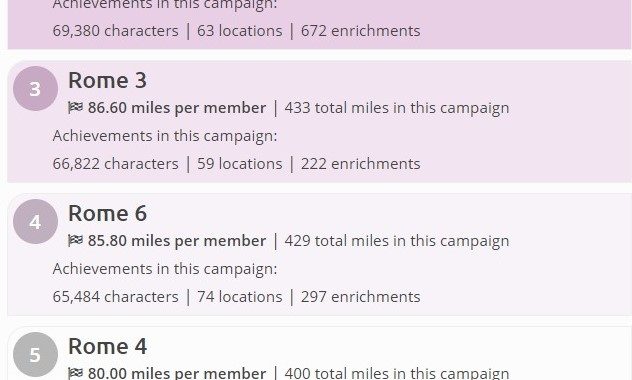 Achievements in this campaign:
69,380 characters | 63 locations | 672 enrichments
3
Rome 3
86.60 miles per member | 433 total miles in this campaign
Achievements in this campaign:
66,822 characters | 59 locations | 222 enrichments
4
Rome 6
85.80 miles per member | 429 total miles in this campaign
Achievements in this campaign:
65,484 characters | 74 locations | 297 enrichments
5
Rome 4
80.00 miles per member | 400 total miles in this campaign